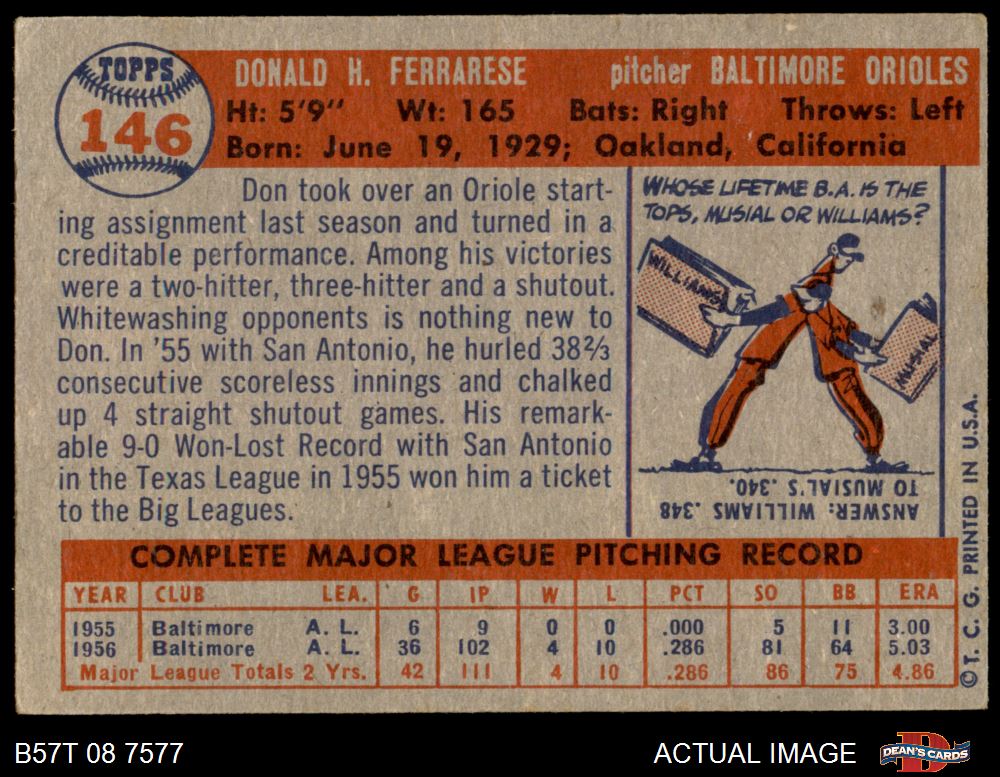 TOPPS
146
DONALD H. FERRARESE pitcher BALTIMORE ORIOLES
Ht: 5'9" Wt: 165 Bats: Right Throws: Left
Born: June 19, 1929; Oakland, California
Don took over an Oriole start-
ing assignment last season and turned in a
creditable performance. Among his victories
were a two-hitter, three-hitter and a shutout.
Whitewashing opponents is nothing new to
Don. In '55 with San Antonio, he hurled 38⅔
consecutive scoreless innings and chalked
up 4 straight shutout games. His remark-
able 9-0 Won-Lost Record with San Antonio
in the Texas League in 1955 won him a ticket
to the Big Leagues.
WHOSE LIFETIME B.A. IS THE
TOPS, MUSIAL OR WILLIAMS?
WILLIAMS
MUSIAL
ANSWER: WILLIAMS .348
TO MUSIAL'S .340.
COMPLETE MAJOR LEAGUE PITCHING RECORD
YEAR CLUB LEA. G IP W L PCT SO BB ERA
1955 Baltimore A. L. 6 9 0 0 .000 5 11 3.00
1956 Baltimore A. L. 36 102 4 10 .286 81 64 5.03
Major League Totals 2 Yrs. 42 111 4 10 .286 86 75 4.86
©T. C. G. PRINTED IN U.S.A.
B57T 08 7577 ACTUAL IMAGE DEAN'S CARDS